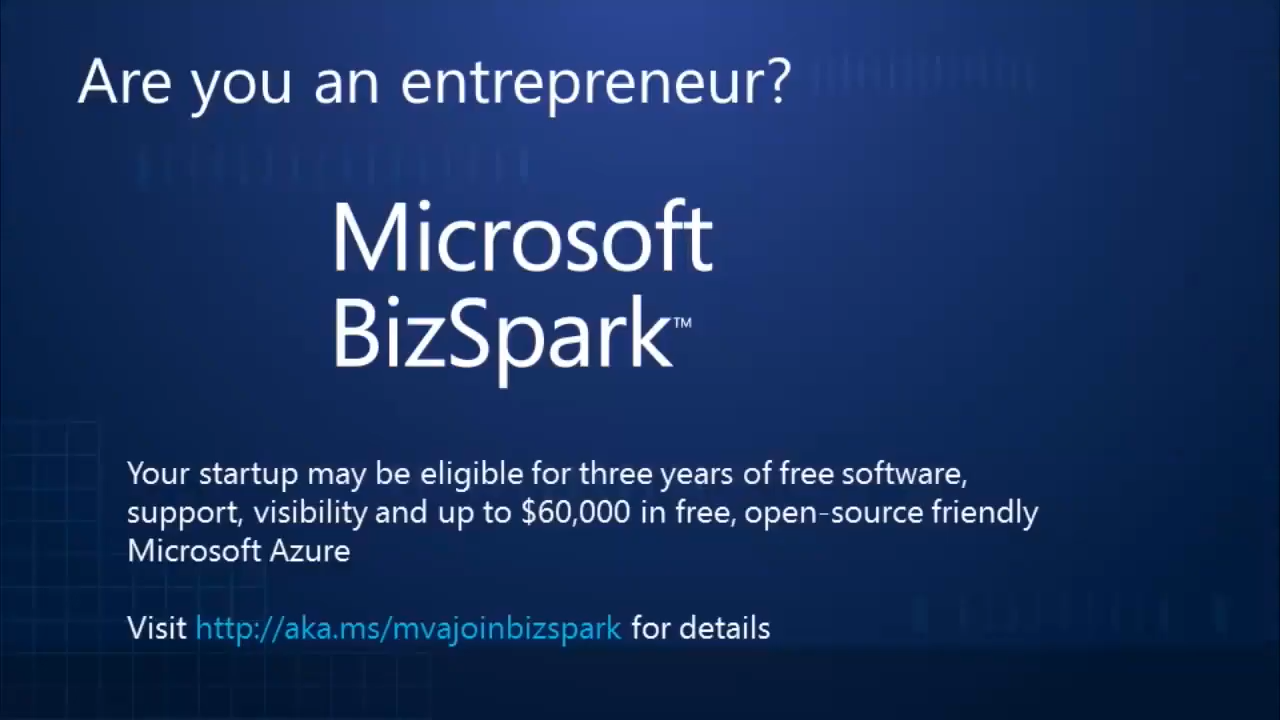 Are you an entrepreneur?
Microsoft
BizSpark™
Your startup may be eligible for three years of free software,
support, visibility and up to $60,000 in free, open-source friendly
Microsoft Azure
Visit http://aka.ms/mvajoinbizspark for details